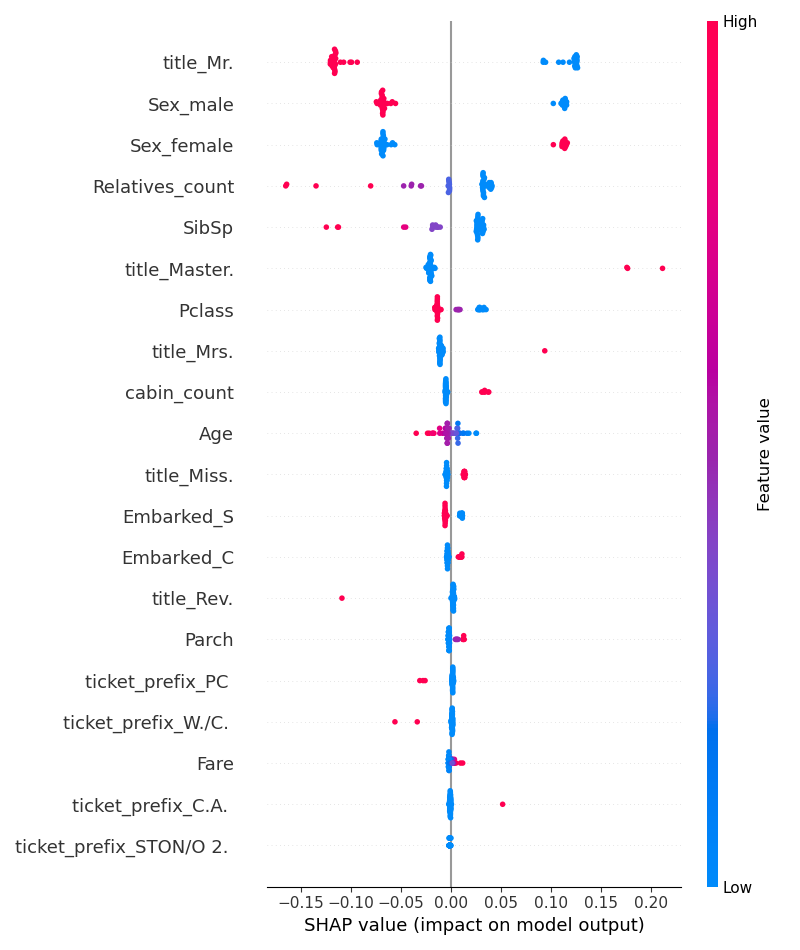 High
title_Mr.
Sex_male
Sex_female
Relatives_count
SibSp
title_Master.
Pclass
title_Mrs.
cabin_count
Age
title_Miss.
Embarked_S
Embarked_C
title_Rev.
Parch
ticket_prefix_PC
ticket_prefix_W./C.
Fare
ticket_prefix_C.A.
ticket_prefix_STON/O 2.
Feature value
Low
−0.15 −0.10 −0.05 0.00 0.05 0.10 0.15 0.20
SHAP value (impact on model output)